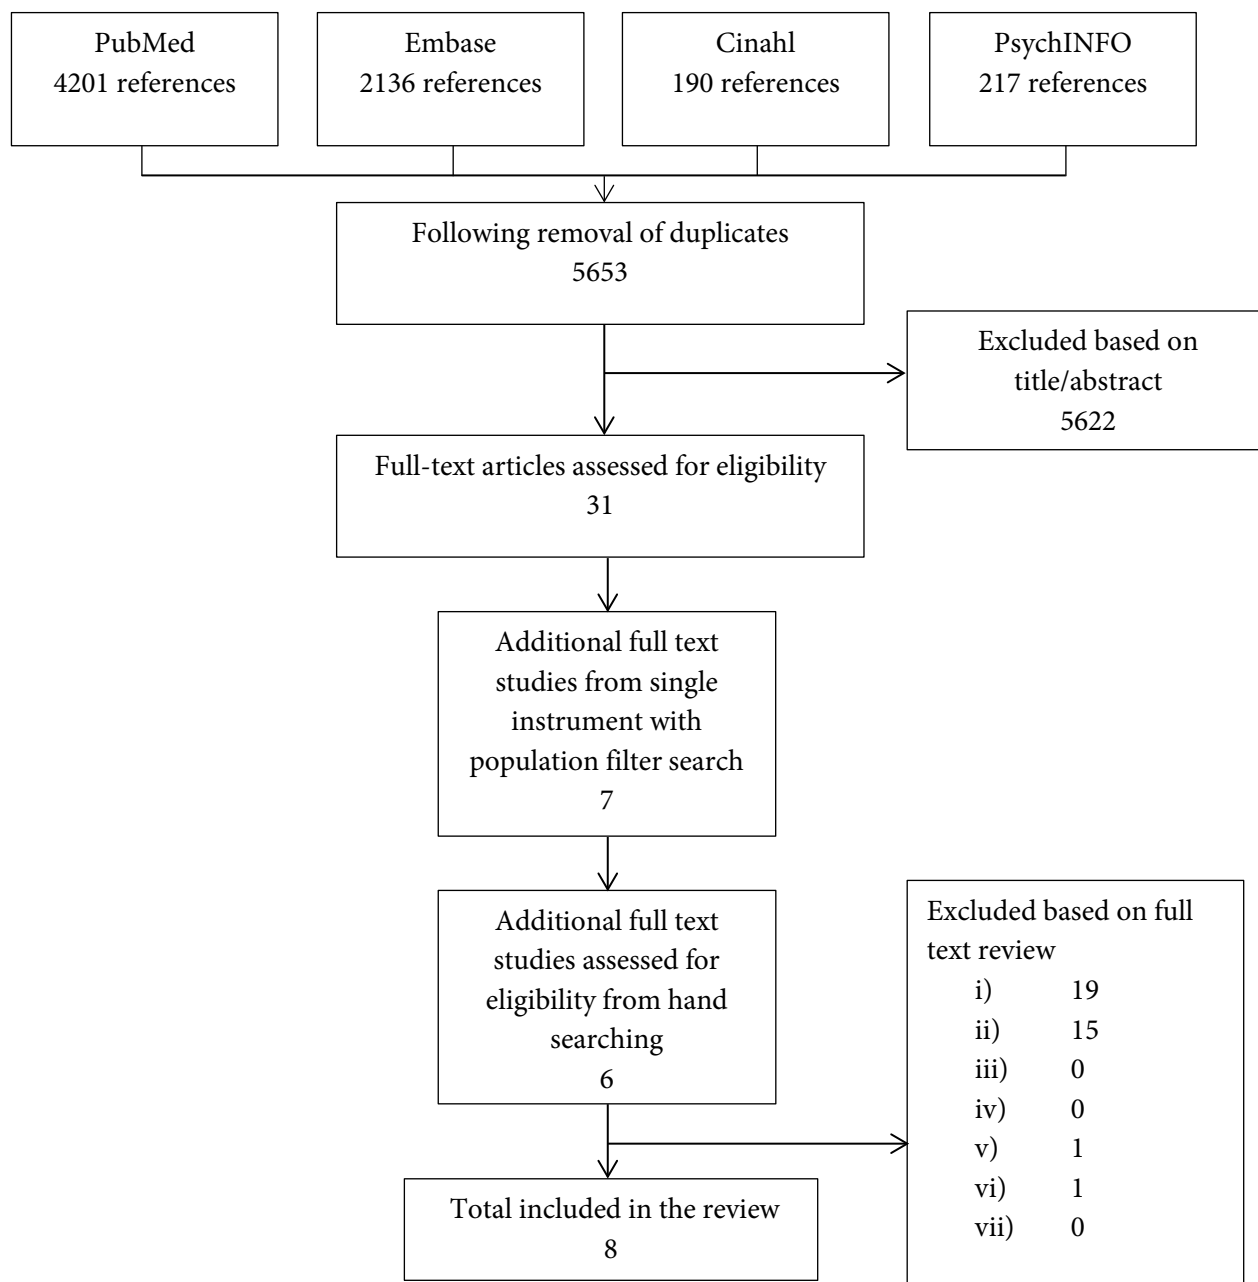 PubMed
4201 references
Embase
2136 references
Cinahl
190 references
PsychINFO
217 references
Following removal of duplicates
5653
Excluded based on
title/abstract
5622
Full-text articles assessed for eligibility
31
Additional full text
studies from single
instrument with
population filter search
7
Additional full text
studies assessed for
eligibility from hand
searching
6
Excluded based on full
text review
i) 19
ii) 15
iii) 0
iv) 0
v) 1
vi) 1
vii) 0
Total included in the review
8